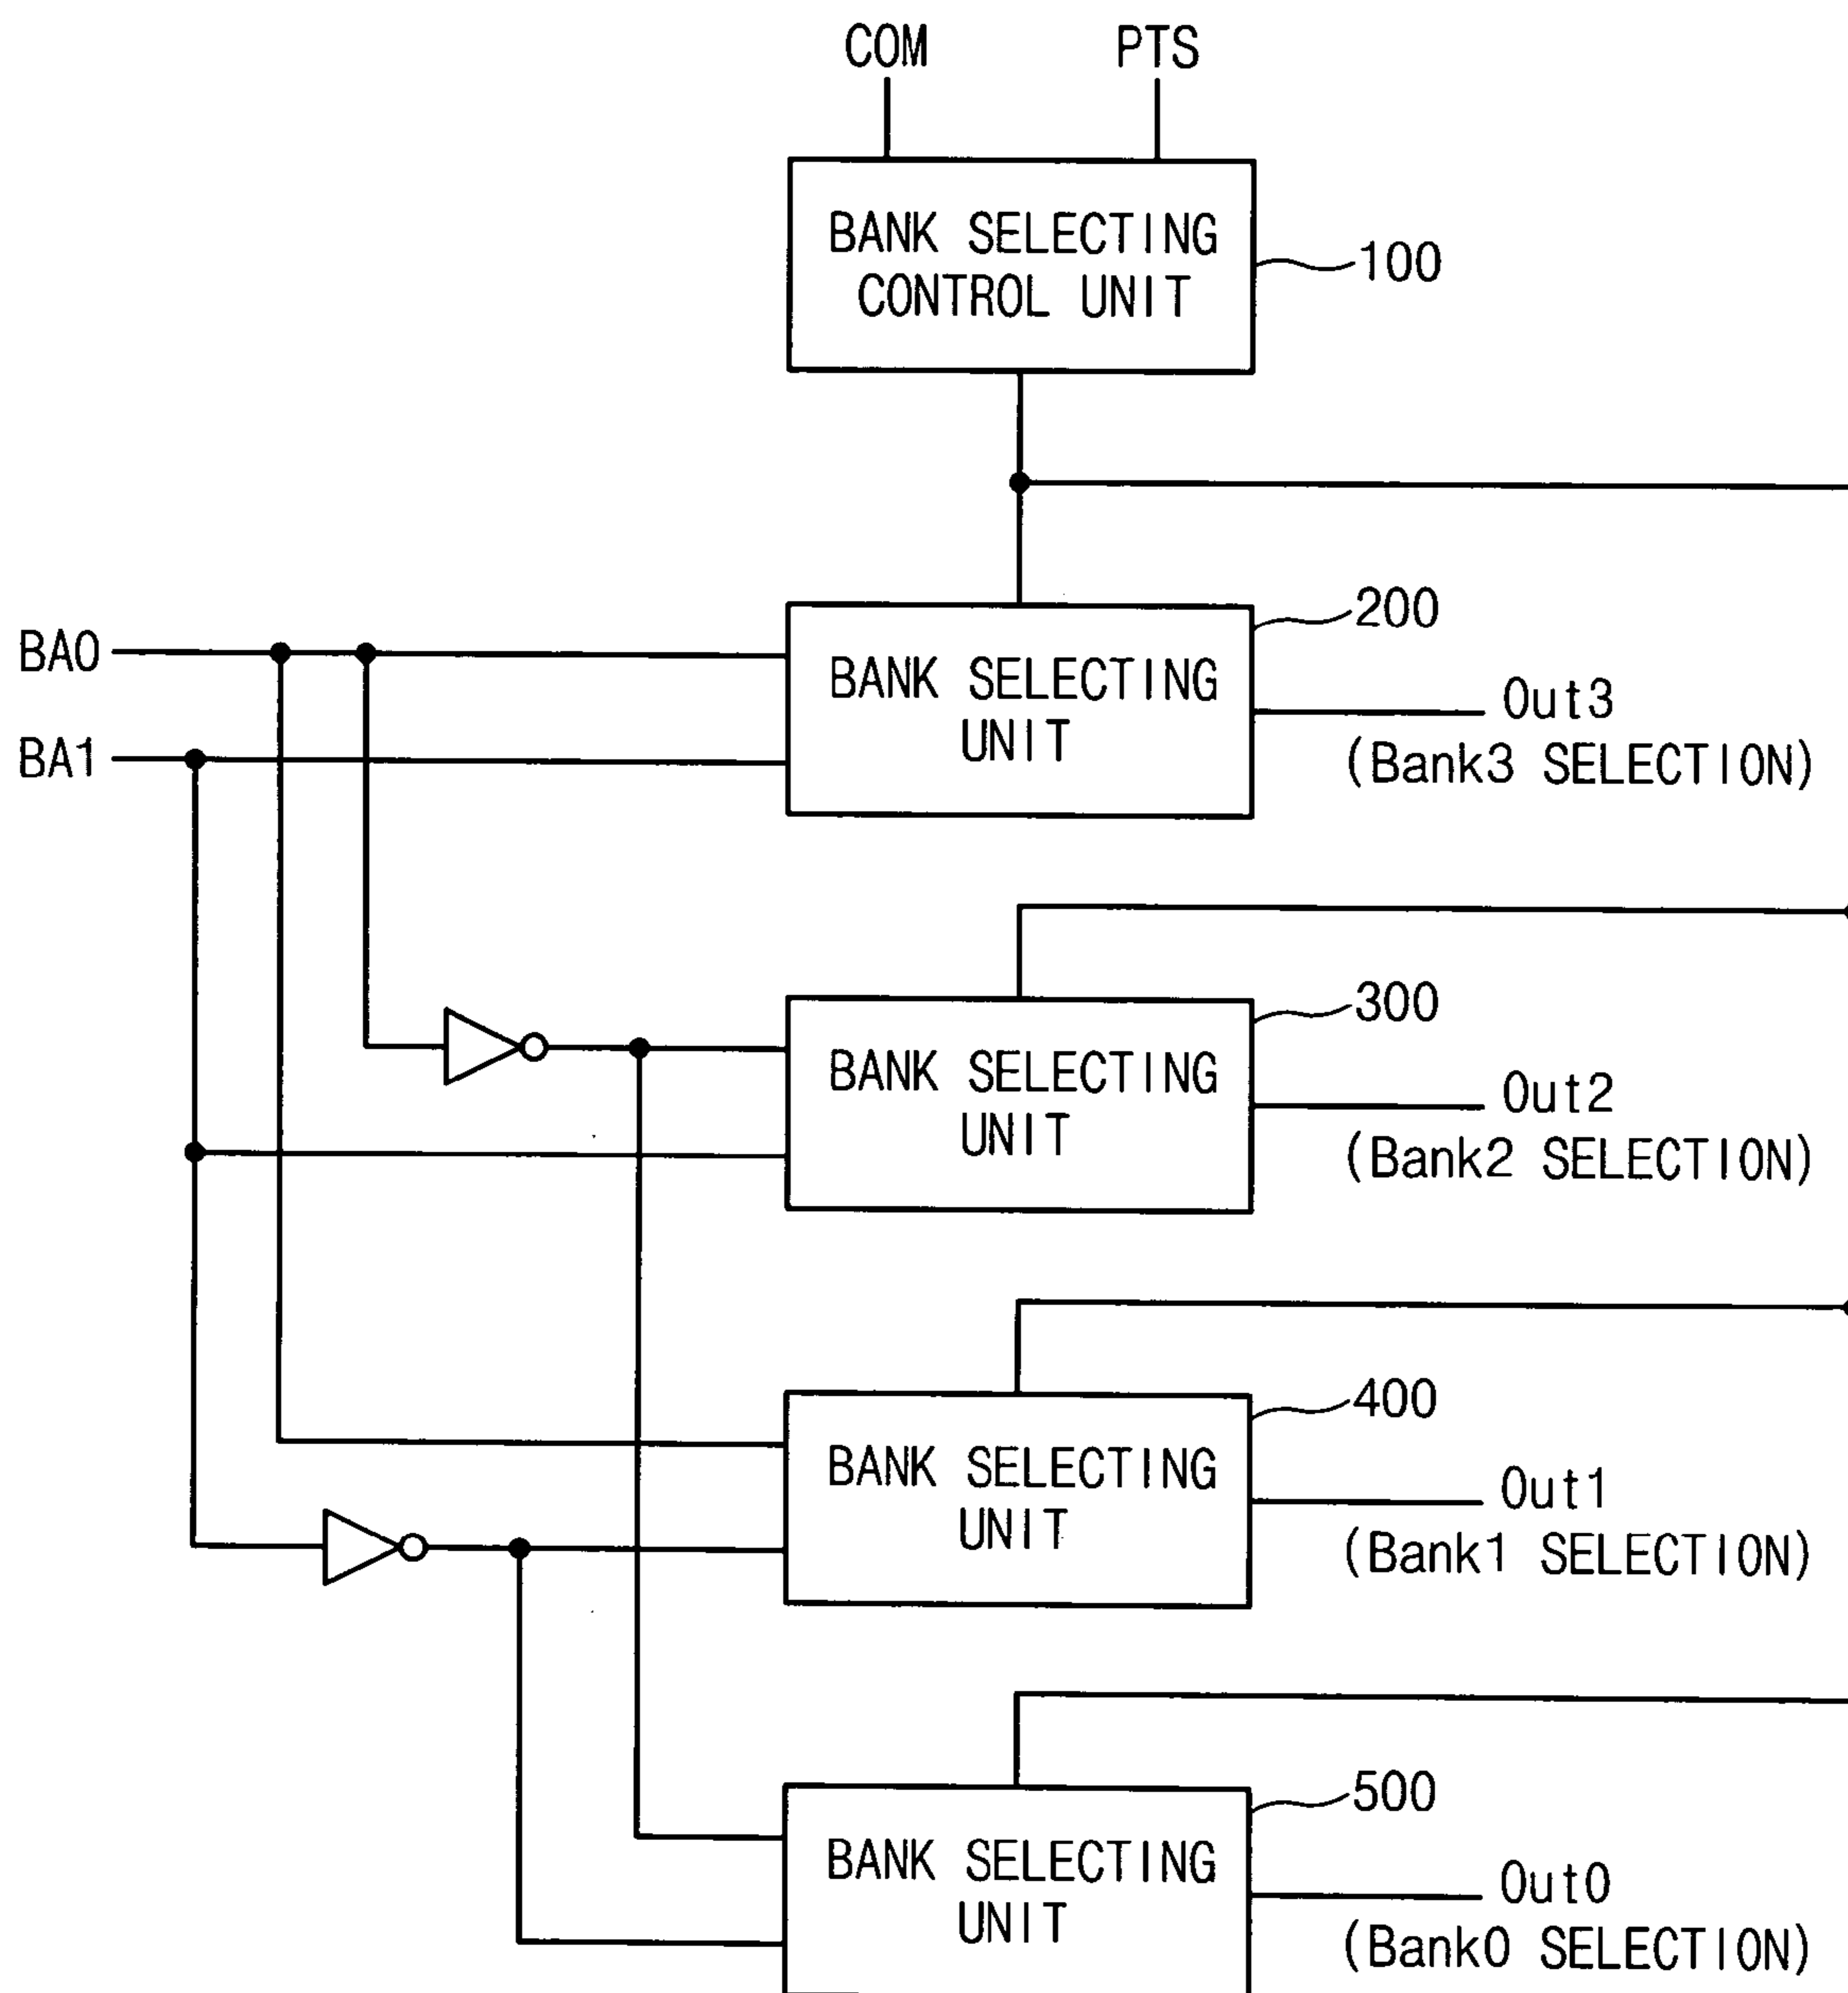 COM PTS
BANK SELECTING
CONTROL UNIT
100
200
BA0
BANK SELECTING
UNIT
Out3
BA1
(Bank3 SELECTION)
300
BANK SELECTING
UNIT
Out2
(Bank2 SELECTION)
400
BANK SELECTING
UNIT
Out1
(Bank1 SELECTION)
500
BANK SELECTING
UNIT
Out0
(Bank0 SELECTION)